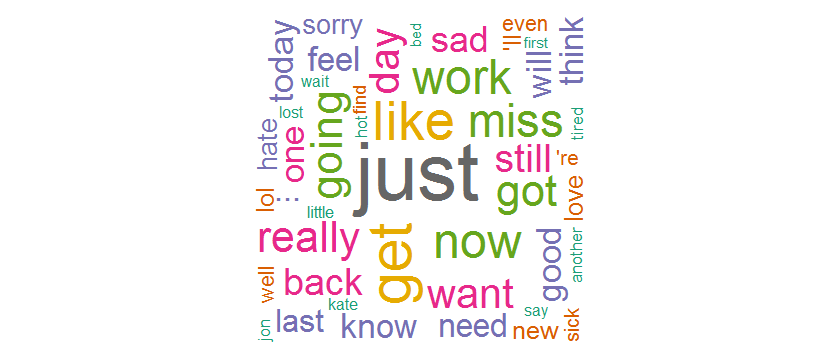 sorry
even
today
feel
day
bed
sad
'll
first
will
think
wait
work
lost
find
going
like
miss
tired
hate
one
hot
just
still
're
got
love
lol
...
little
really
get
now
good
another
well
back
want
kate
say
jon
last
know
need
new
sick